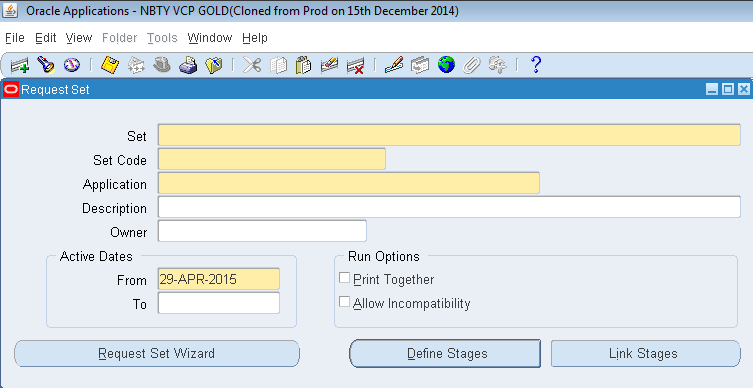 Oracle Applications - NBTY VCP GOLD(Cloned from Prod on 15th December 2014)
File Edit View Folder Tools Window Help
?
Request Set
Set
Set Code
Application
Description
Owner
Active Dates
From 29-APR-2015
To
Run Options
Print Together
Allow Incompatibility
Request Set Wizard
Define Stages
Link Stages